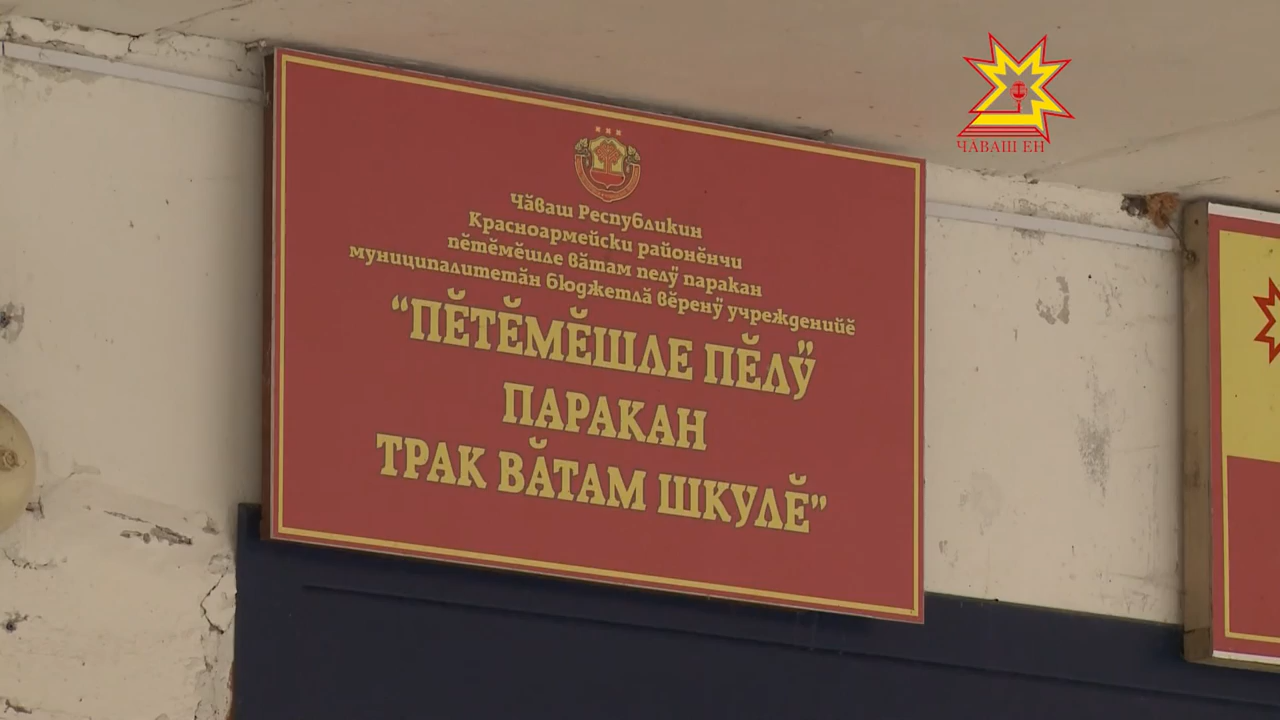 ЧӐВАШ ЕН
Чӑваш Республикин
Красноармейски районӗнчи
пӗтӗмӗшле вӑтам пелӳ паракан
муниципалитетӑн бюджетлӑ вӗренӳ учрежденийӗ
“ПӖТӖМӖШЛЕ ПӖЛӲ
ПАРАКАН
ТРАК ВӐТАМ ШКУЛӖ”